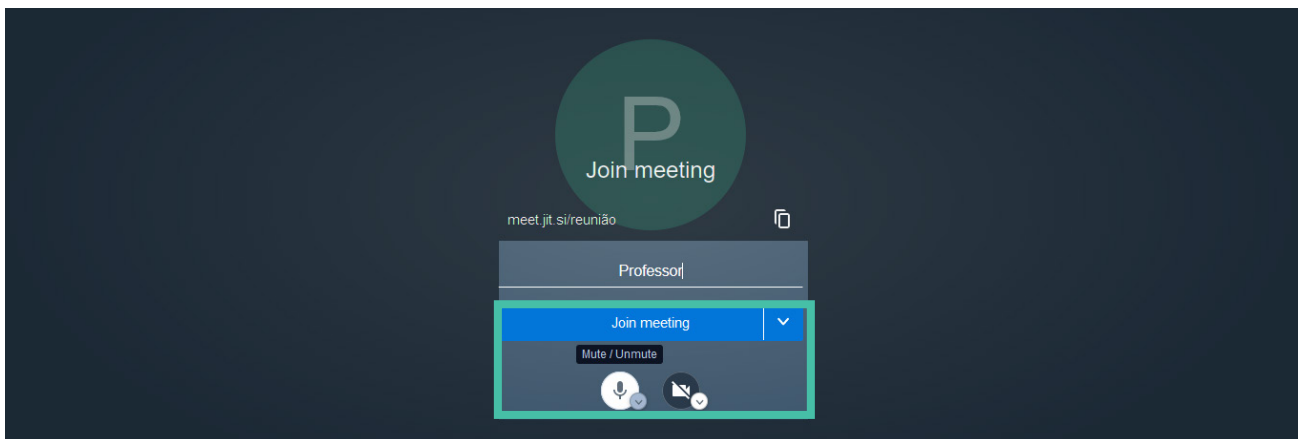 P
Join meeting
meet.jit.si/reunião
Professor
Join meeting
Mute / Unmute